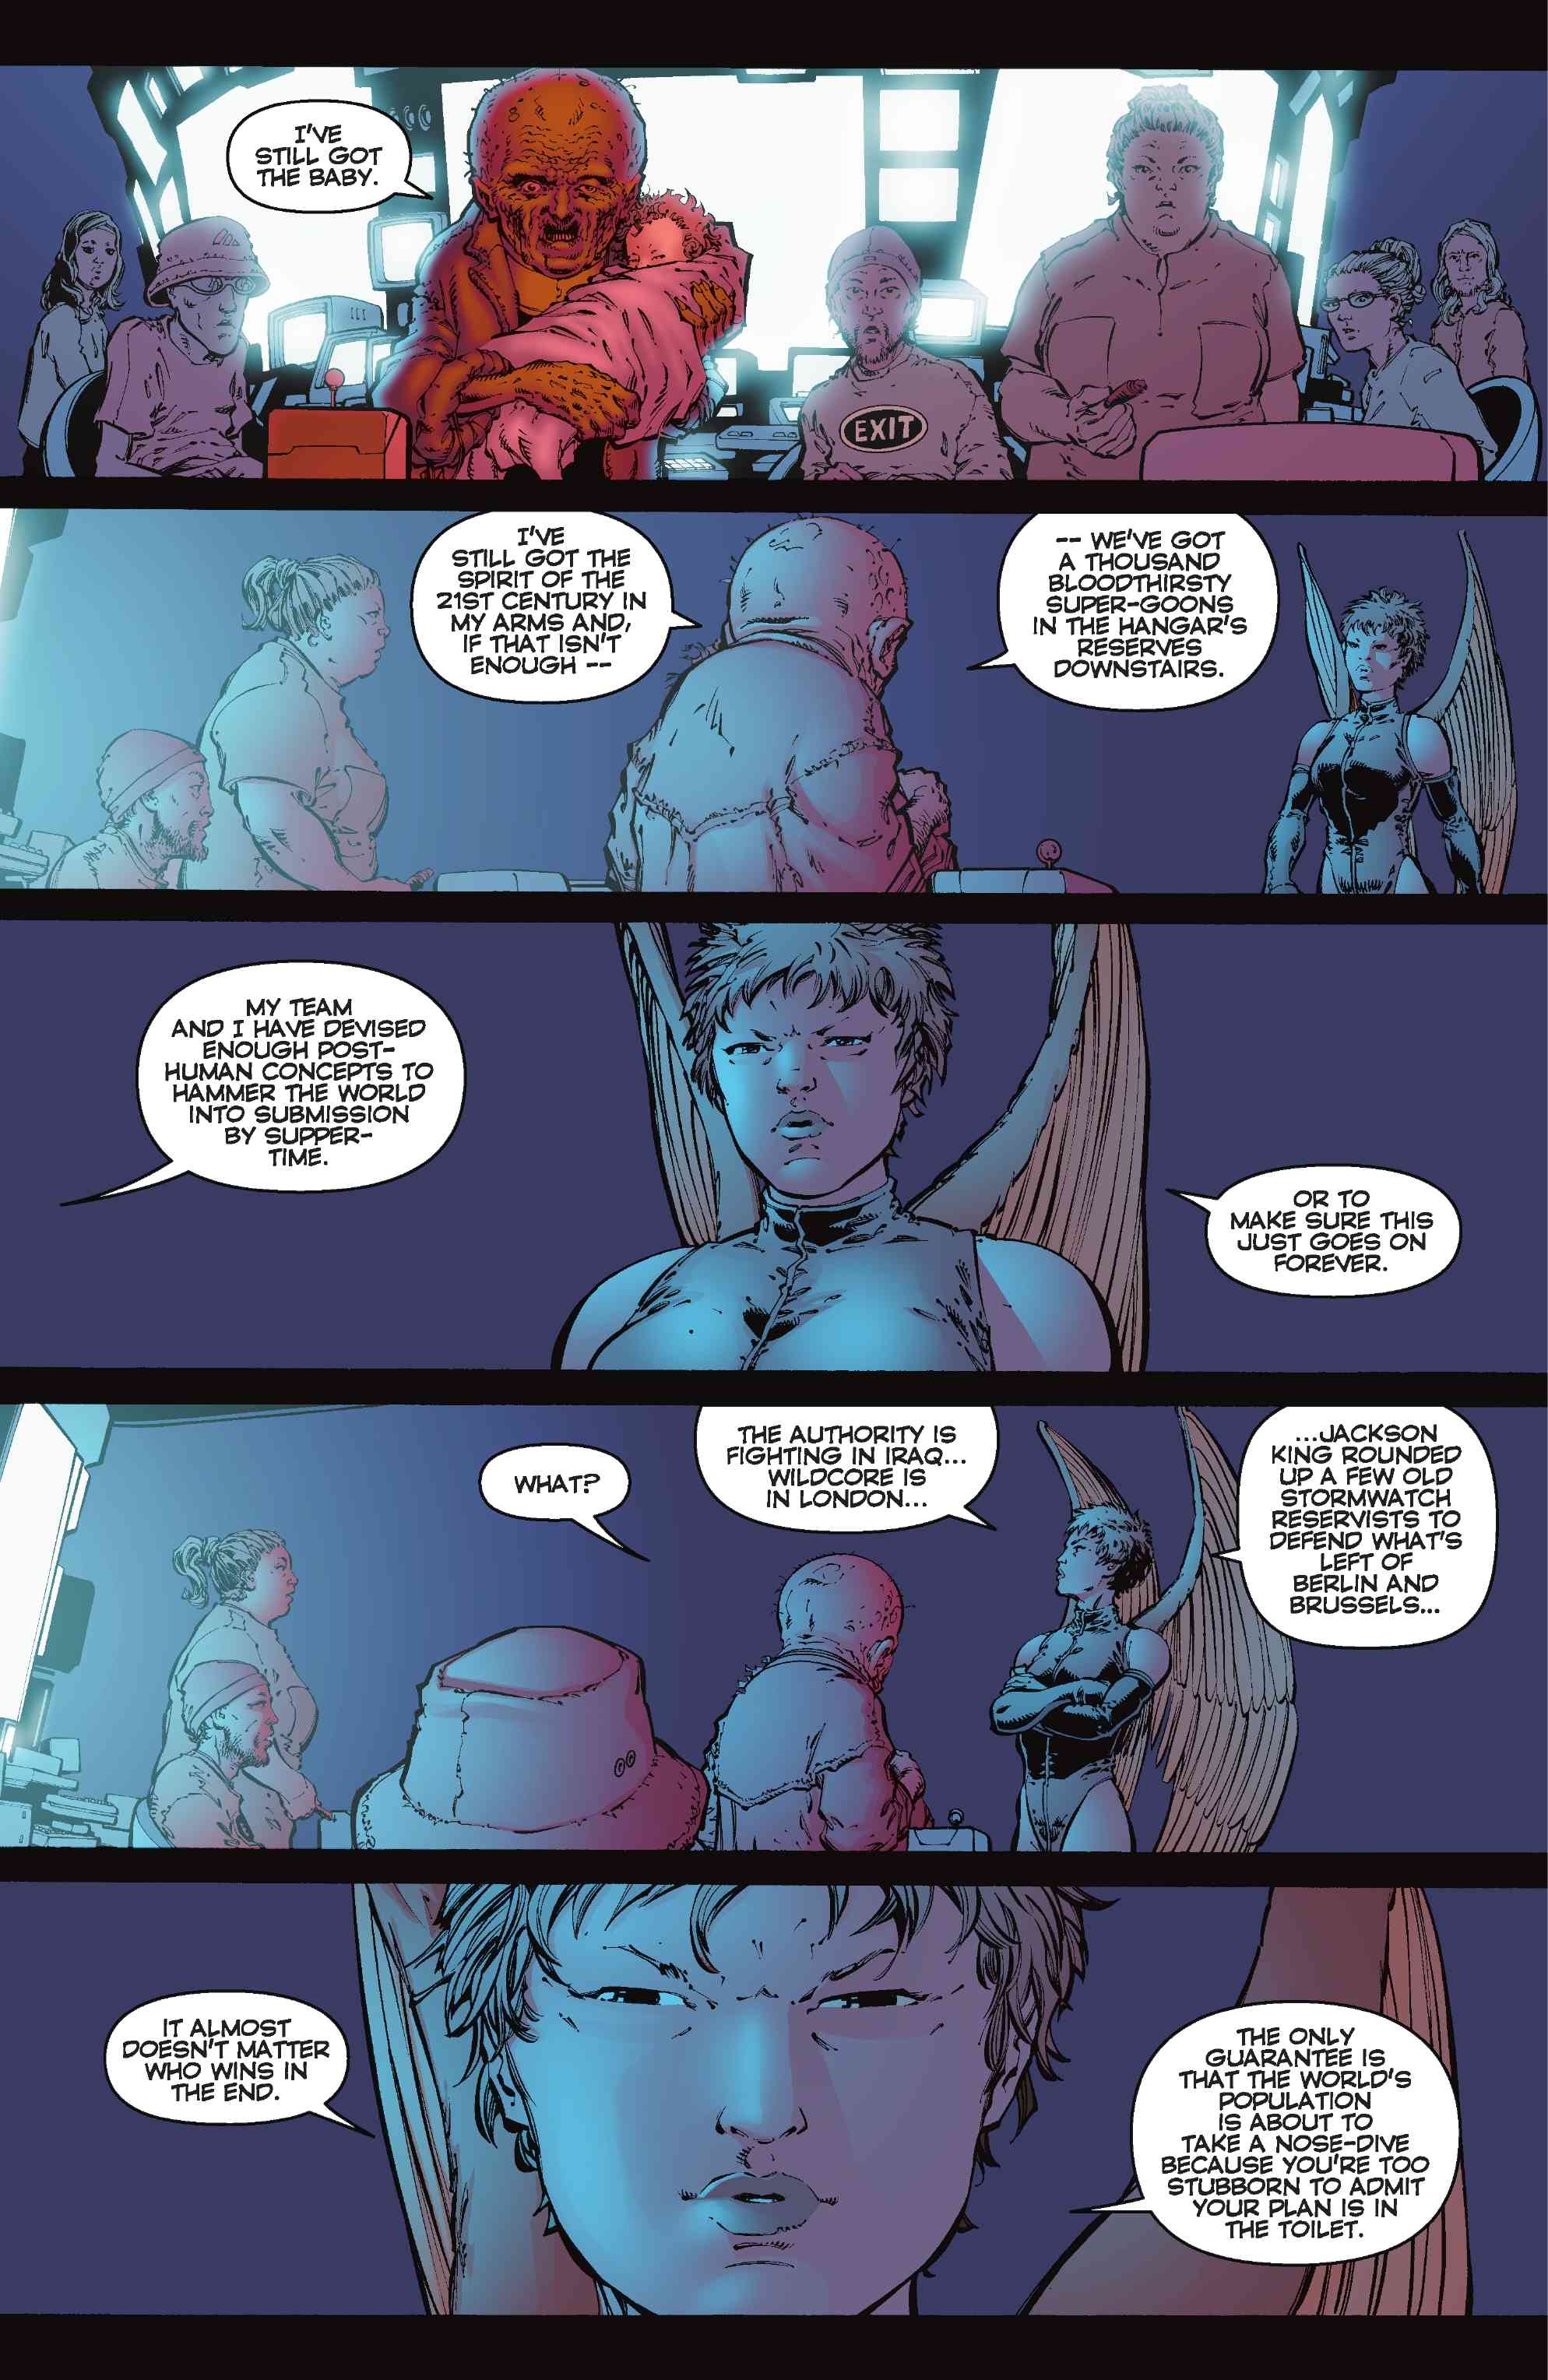 I'VE
STILL GOT
THE BABY.
EXIT
I'VE
STILL GOT THE
SPIRIT OF THE
21ST CENTURY IN
MY ARMS AND,
IF THAT ISN'T
ENOUGH --
-- WE'VE GOT
A THOUSAND
BLOODTHIRSTY
SUPER-GOONS
IN THE HANGAR'S
RESERVES
DOWNSTAIRS.
MY TEAM
AND I HAVE DEVISED
ENOUGH POST-
HUMAN CONCEPTS TO
HAMMER THE WORLD
INTO SUBMISSION
BY SUPPER-
TIME.
OR TO
MAKE SURE THIS
JUST GOES ON
FOREVER.
WHAT?
THE AUTHORITY IS
FIGHTING IN IRAQ...
WILDCORE IS
IN LONDON...
...JACKSON
KING ROUNDED
UP A FEW OLD
STORMWATCH
RESERVISTS TO
DEFEND WHAT'S
LEFT OF
BERLIN AND
BRUSSELS...
IT ALMOST
DOESN'T MATTER
WHO WINS IN
THE END.
THE ONLY
GUARANTEE IS
THAT THE WORLD'S
POPULATION
IS ABOUT TO
TAKE A NOSE-DIVE
BECAUSE YOU'RE TOO
STUBBORN TO ADMIT
YOUR PLAN IS IN
THE TOILET.